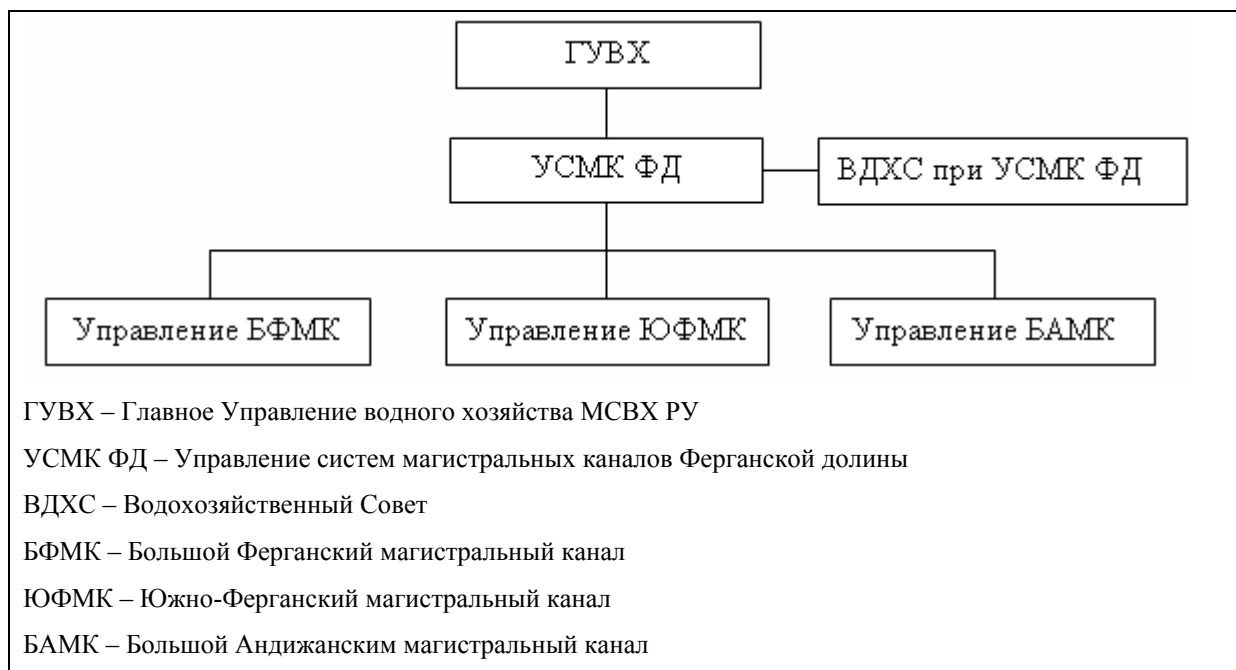 ГУВХ
УСМК ФД
ВДХС при УСМК ФД
Управление БФМК
Управление ЮФМК
Управление БАМК
ГУВХ – Главное Управление водного хозяйства МСВХ РУ
УСМК ФД – Управление систем магистральных каналов Ферганской долины
ВДХС – Водохозяйственный Совет
БФМК – Большой Ферганский магистральный канал
ЮФМК – Южно-Ферганский магистральный канал
БАМК – Большой Андижанским магистральный канал